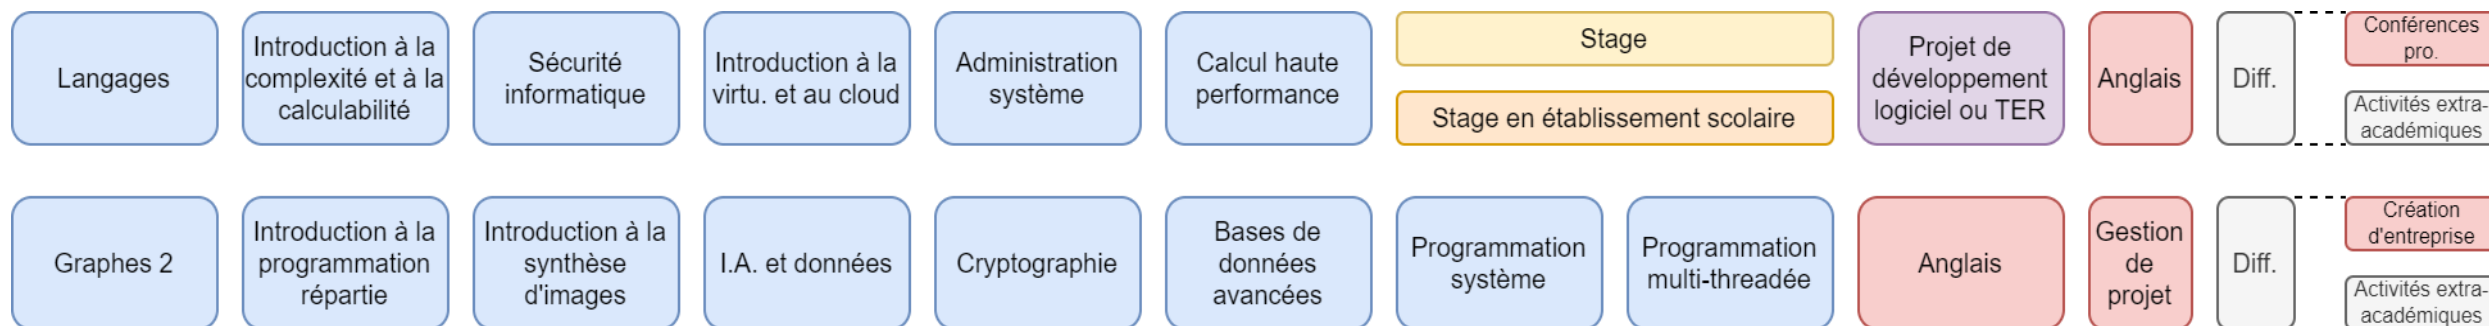 Langages
Introduction à la
complexité et à la
calculabilité
Sécurité
informatique
Introduction à la
virtu. et au cloud
Administration
système
Calcul haute
performance
Stage
Stage en établissement scolaire
Projet de
développement
logiciel ou TER
Anglais
Diff.
Conférences
pro.
Activités extra-
académiques
Graphes 2
Introduction à la
programmation
répartie
Introduction à la
synthèse
d'images
I.A. et données
Cryptographie
Bases de
données
avancées
Programmation
système
Programmation
multi-threadée
Anglais
Gestion
de
projet
Diff.
Création
d'entreprise
Activités extra-
académiques